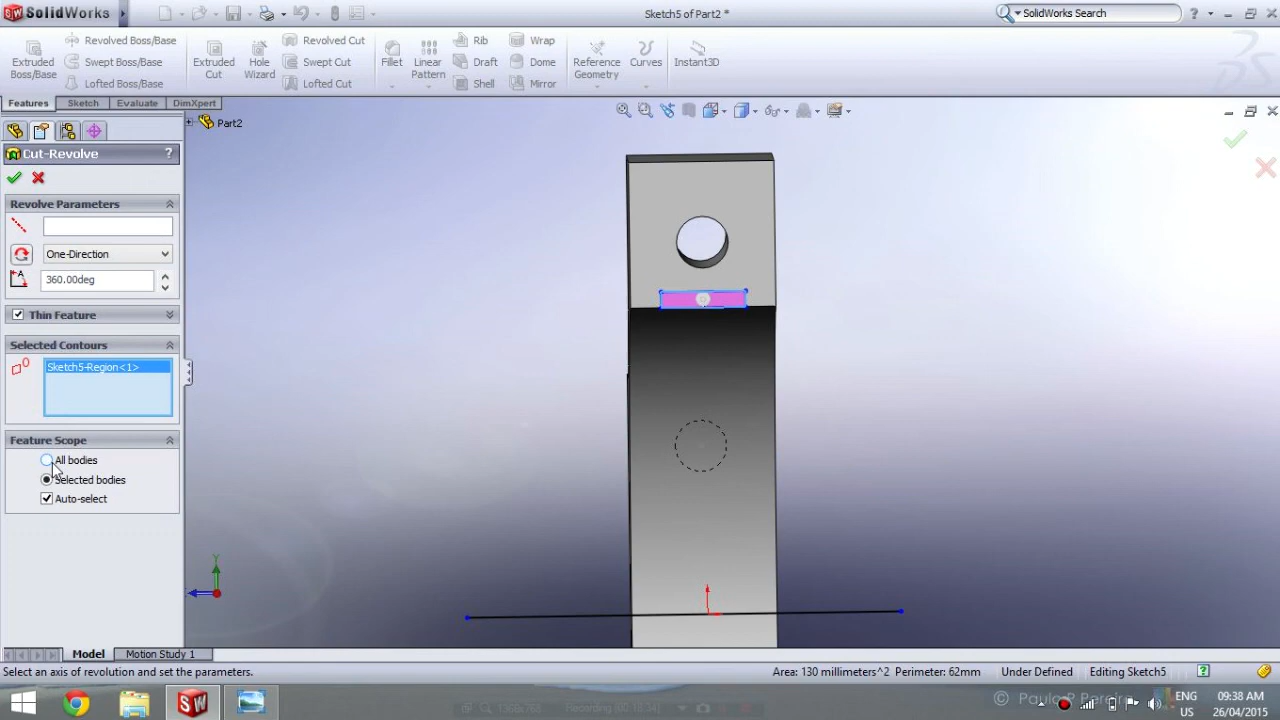 SolidWorks
Sketch5 of Part2 *
SolidWorks Search
Extruded Boss/Base
Revolved Boss/Base
Swept Boss/Base
Lofted Boss/Base
Extruded Cut
Hole Wizard
Revolved Cut
Swept Cut
Lofted Cut
Fillet
Linear Pattern
Rib
Draft
Shell
Wrap
Dome
Mirror
Reference Geometry
Curves
Instant3D
Features
Sketch
Evaluate
DimXpert
Part2
Cut-Revolve
?
Revolve Parameters
One-Direction
360.00deg
Thin Feature
Selected Contours
Sketch5-Region<1>
Feature Scope
All bodies
Selected bodies
Auto-select
Y
Model
Motion Study 1
Select an axis of revolution and set the parameters.
Area: 130 millimeters^2 Perimeter: 62mm
Under Defined
Editing Sketch5
© Paulo P Pereira
ENG
US
09:38 AM
26/04/2015